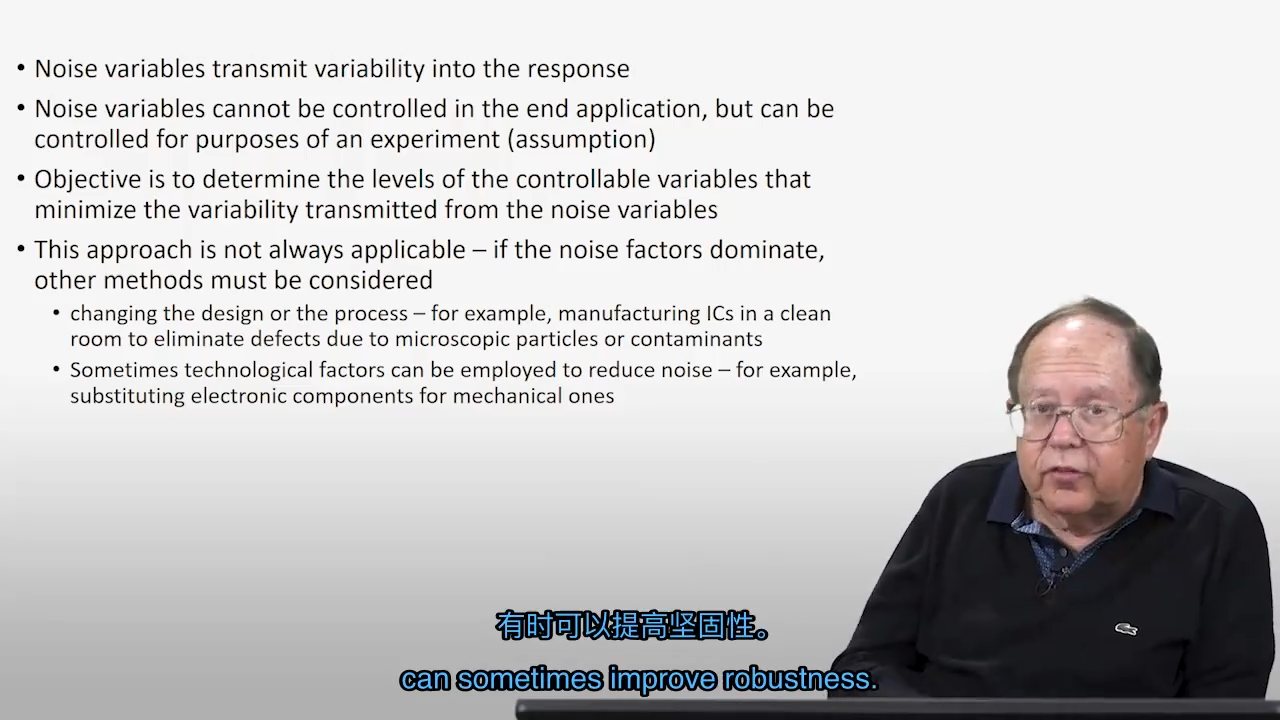 • Noise variables transmit variability into the response
• Noise variables cannot be controlled in the end application, but can be
controlled for purposes of an experiment (assumption)
• Objective is to determine the levels of the controllable variables that
minimize the variability transmitted from the noise variables
• This approach is not always applicable – if the noise factors dominate,
other methods must be considered
• changing the design or the process – for example, manufacturing ICs in a clean
room to eliminate defects due to microscopic particles or contaminants
• Sometimes technological factors can be employed to reduce noise – for example,
substituting electronic components for mechanical ones
有时可以提高坚固性。
can sometimes improve robustness.